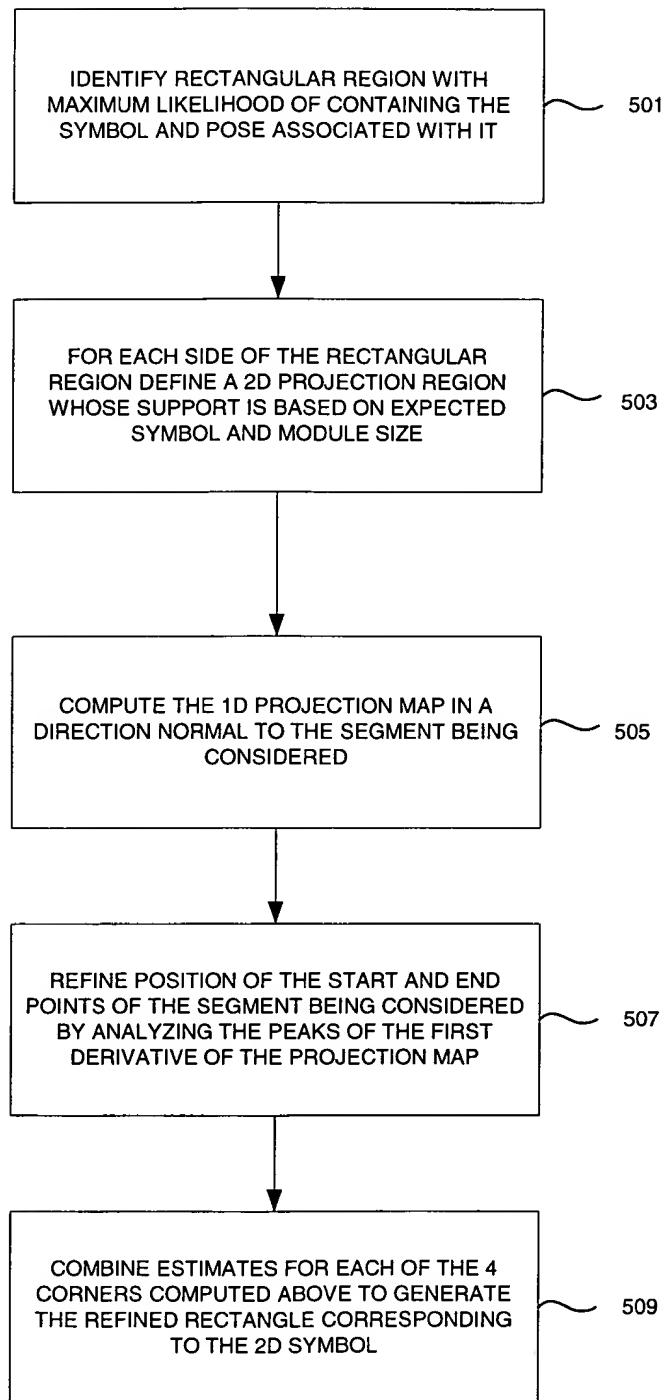 IDENTIFY RECTANGULAR REGION WITH
MAXIMUM LIKELIHOOD OF CONTAINING THE
SYMBOL AND POSE ASSOCIATED WITH IT
501
FOR EACH SIDE OF THE RECTANGULAR
REGION DEFINE A 2D PROJECTION REGION
WHOSE SUPPORT IS BASED ON EXPECTED
SYMBOL AND MODULE SIZE
503
COMPUTE THE 1D PROJECTION MAP IN A
DIRECTION NORMAL TO THE SEGMENT BEING
CONSIDERED
505
REFINE POSITION OF THE START AND END
POINTS OF THE SEGMENT BEING CONSIDERED
BY ANALYZING THE PEAKS OF THE FIRST
DERIVATIVE OF THE PROJECTION MAP
507
COMBINE ESTIMATES FOR EACH OF THE 4
CORNERS COMPUTED ABOVE TO GENERATE
THE REFINED RECTANGLE CORRESPONDING
TO THE 2D SYMBOL
509